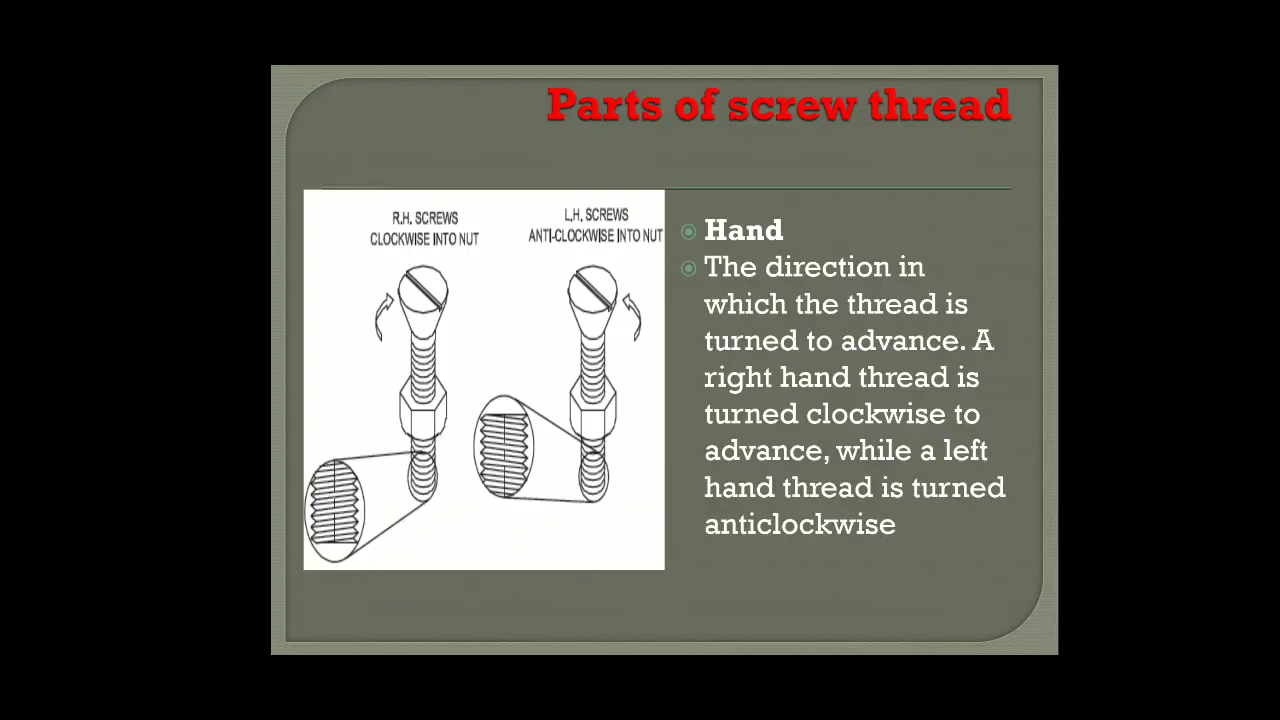 Parts of screw thread
R.H. SCREWS
CLOCKWISE INTO NUT
L.H. SCREWS
ANTI-CLOCKWISE INTO NUT
Hand
The direction in
which the thread is
turned to advance. A
right hand thread is
turned clockwise to
advance, while a left
hand thread is turned
anticlockwise